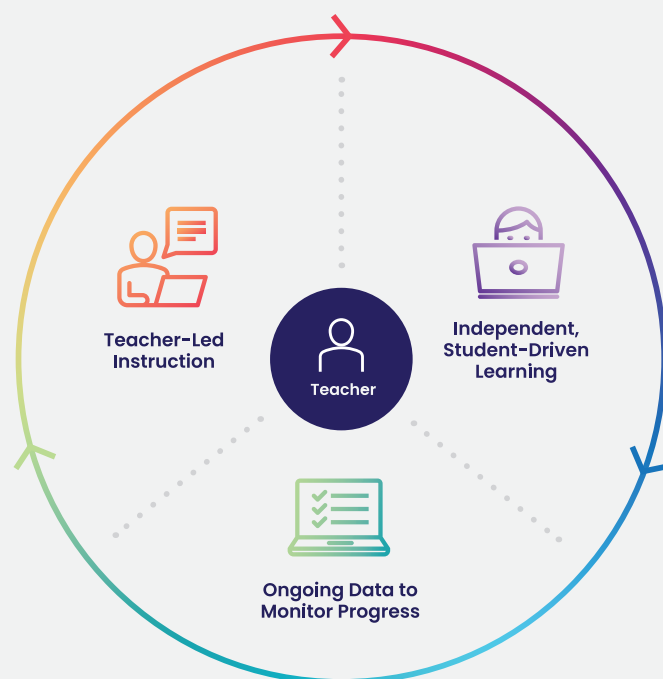 Teacher-Led
Instruction
Independent,
Student-Driven
Learning
Teacher
Ongoing Data to
Monitor Progress